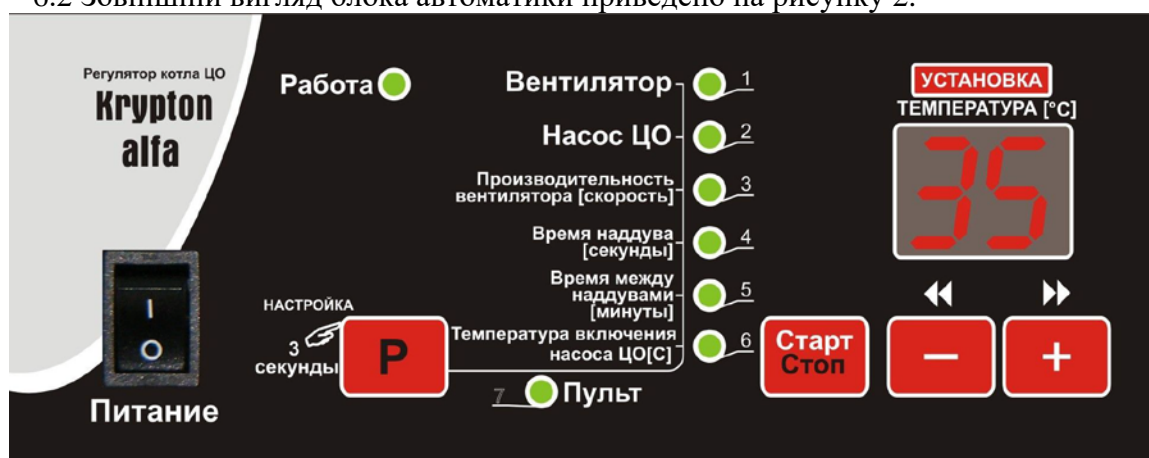 6.2 Зовнішній вигляд блока автоматики приведено на рисунку 2.
Регулятор котла ЦО
Krypton
alfa
Работа
Вентилятор
1
Насос ЦО
2
Производительность
вентилятора [скорость]
3
Время наддува
[секунды]
4
Время между
наддувами
[минуты]
5
Температура включения
насоса ЦО[С]
6
7
Пульт
УСТАНОВКА
ТЕМПЕРАТУРА [°C]
35
НАСТРОЙКА
3
секунды
P
Старт
Стоп
−
+
I
O
Питание